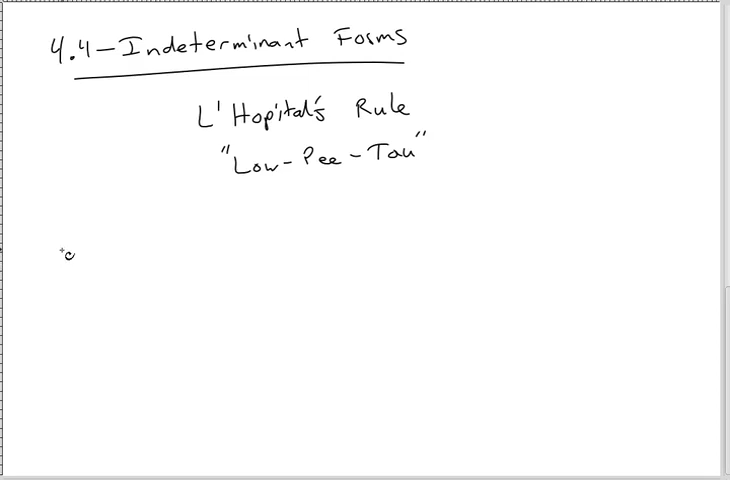 4.4 - Indeterminant Forms
L'Hopital's Rule
"Low-Pee-Tau"